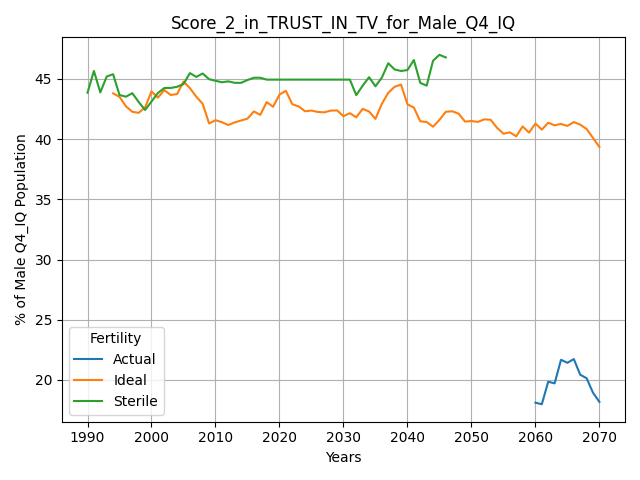 Score_2_in_TRUST_IN_TV_for_Male_Q4_IQ
% of Male Q4_IQ Population
45
40
35
30
25
20
Fertility
Actual
Ideal
Sterile
1990 2000 2010 2020 2030 2040 2050 2060 2070
Years